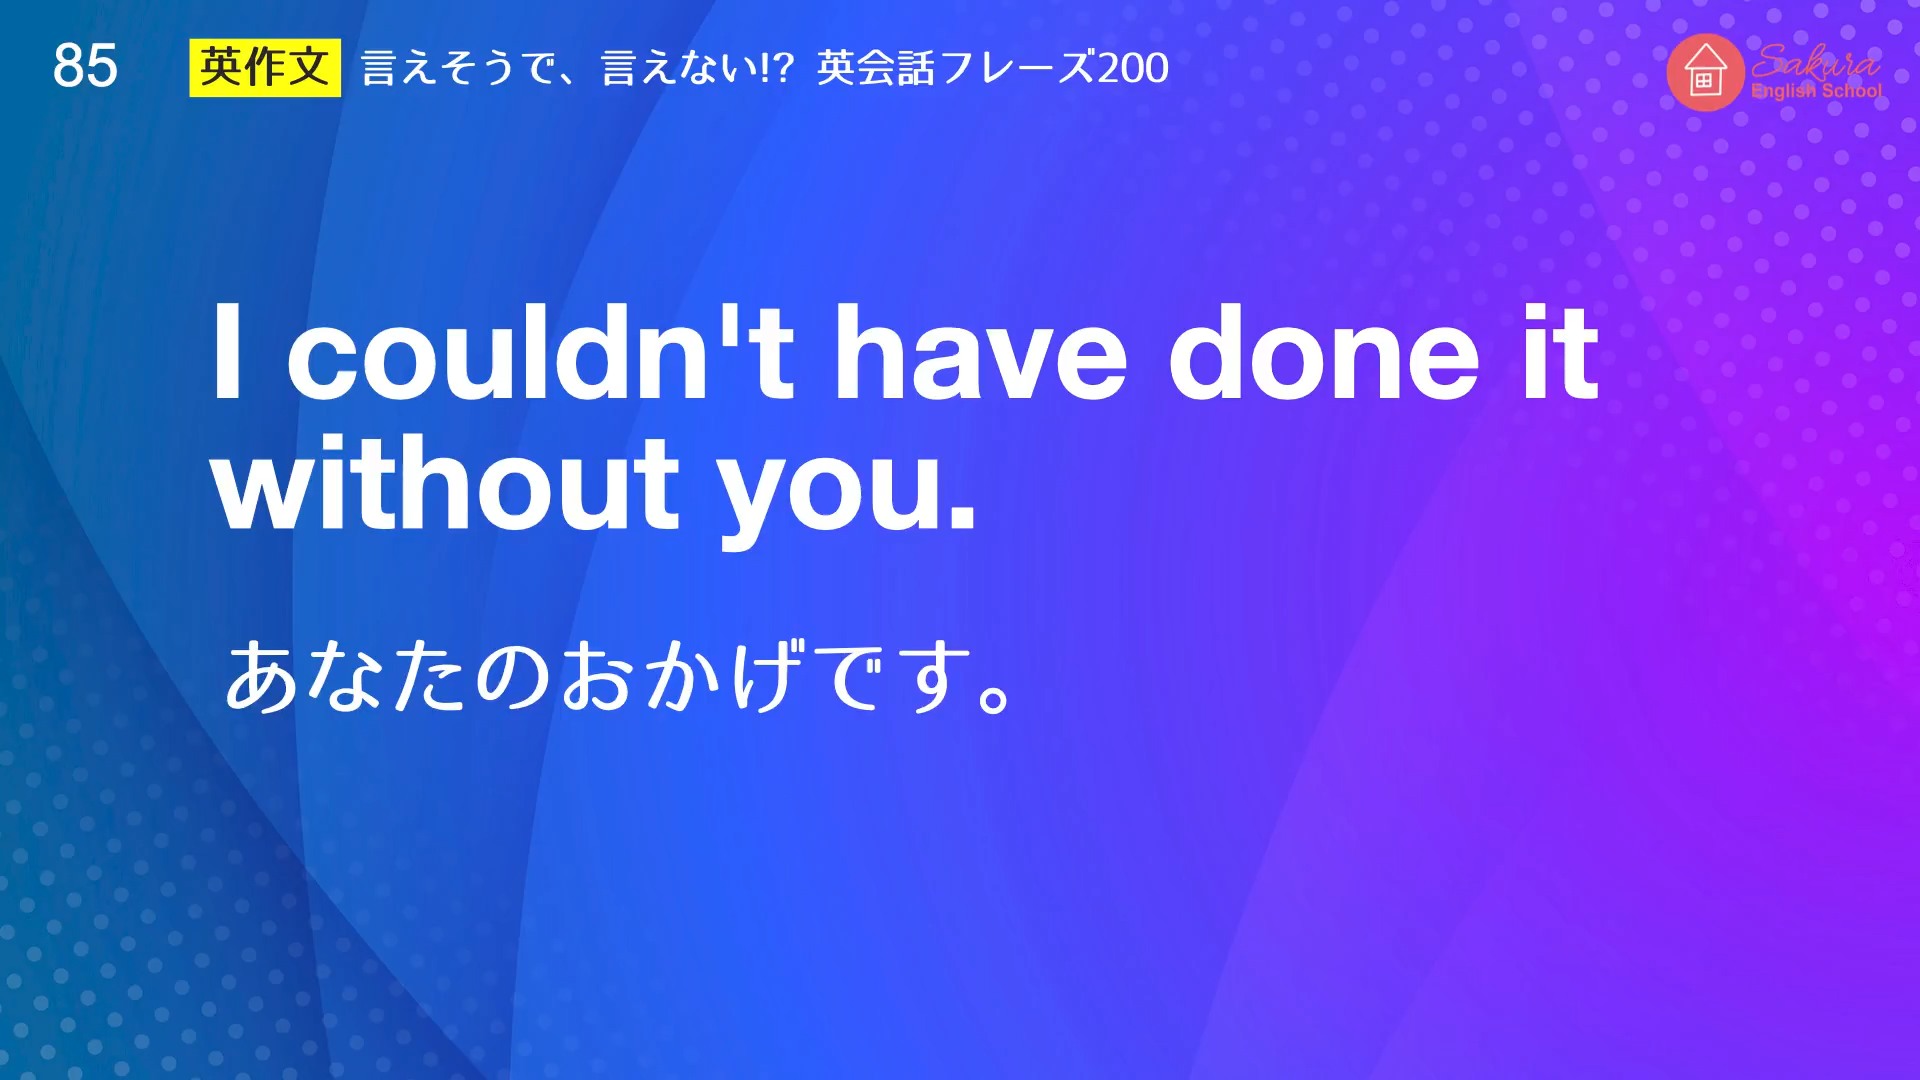 85
英作文 言えそうで、言えない!? 英会話フレーズ200
Sakura
English School
I couldn't have done it
without you.
あなたのおかげです。